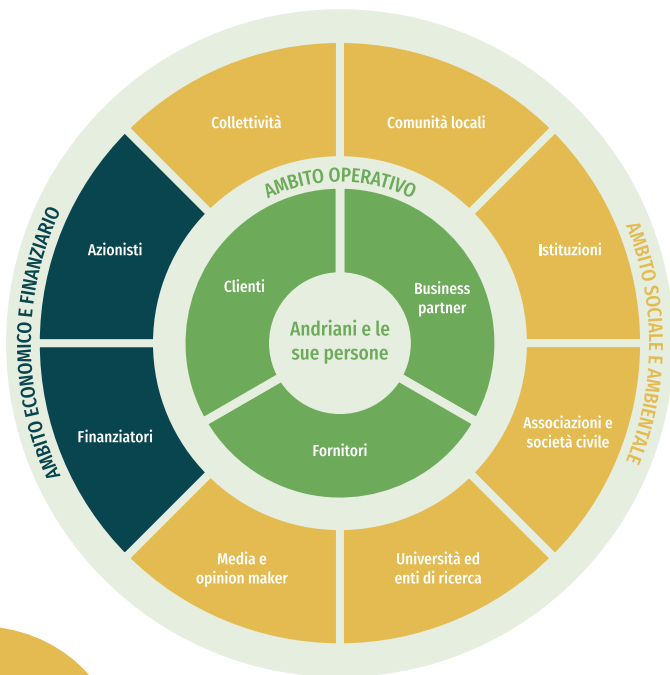 Collettività
Comunità locali
AMBITO OPERATIVO
AMBITO ECONOMICO E FINANZIARIO
Azionisti
Istituzioni
AMBITO SOCIALE E AMBIENTALE
Clienti
Business
partner
Andriani e le
sue persone
Finanziatori
Associazioni e
società civile
Fornitori
Media e
opinion maker
Università ed
enti di ricerca